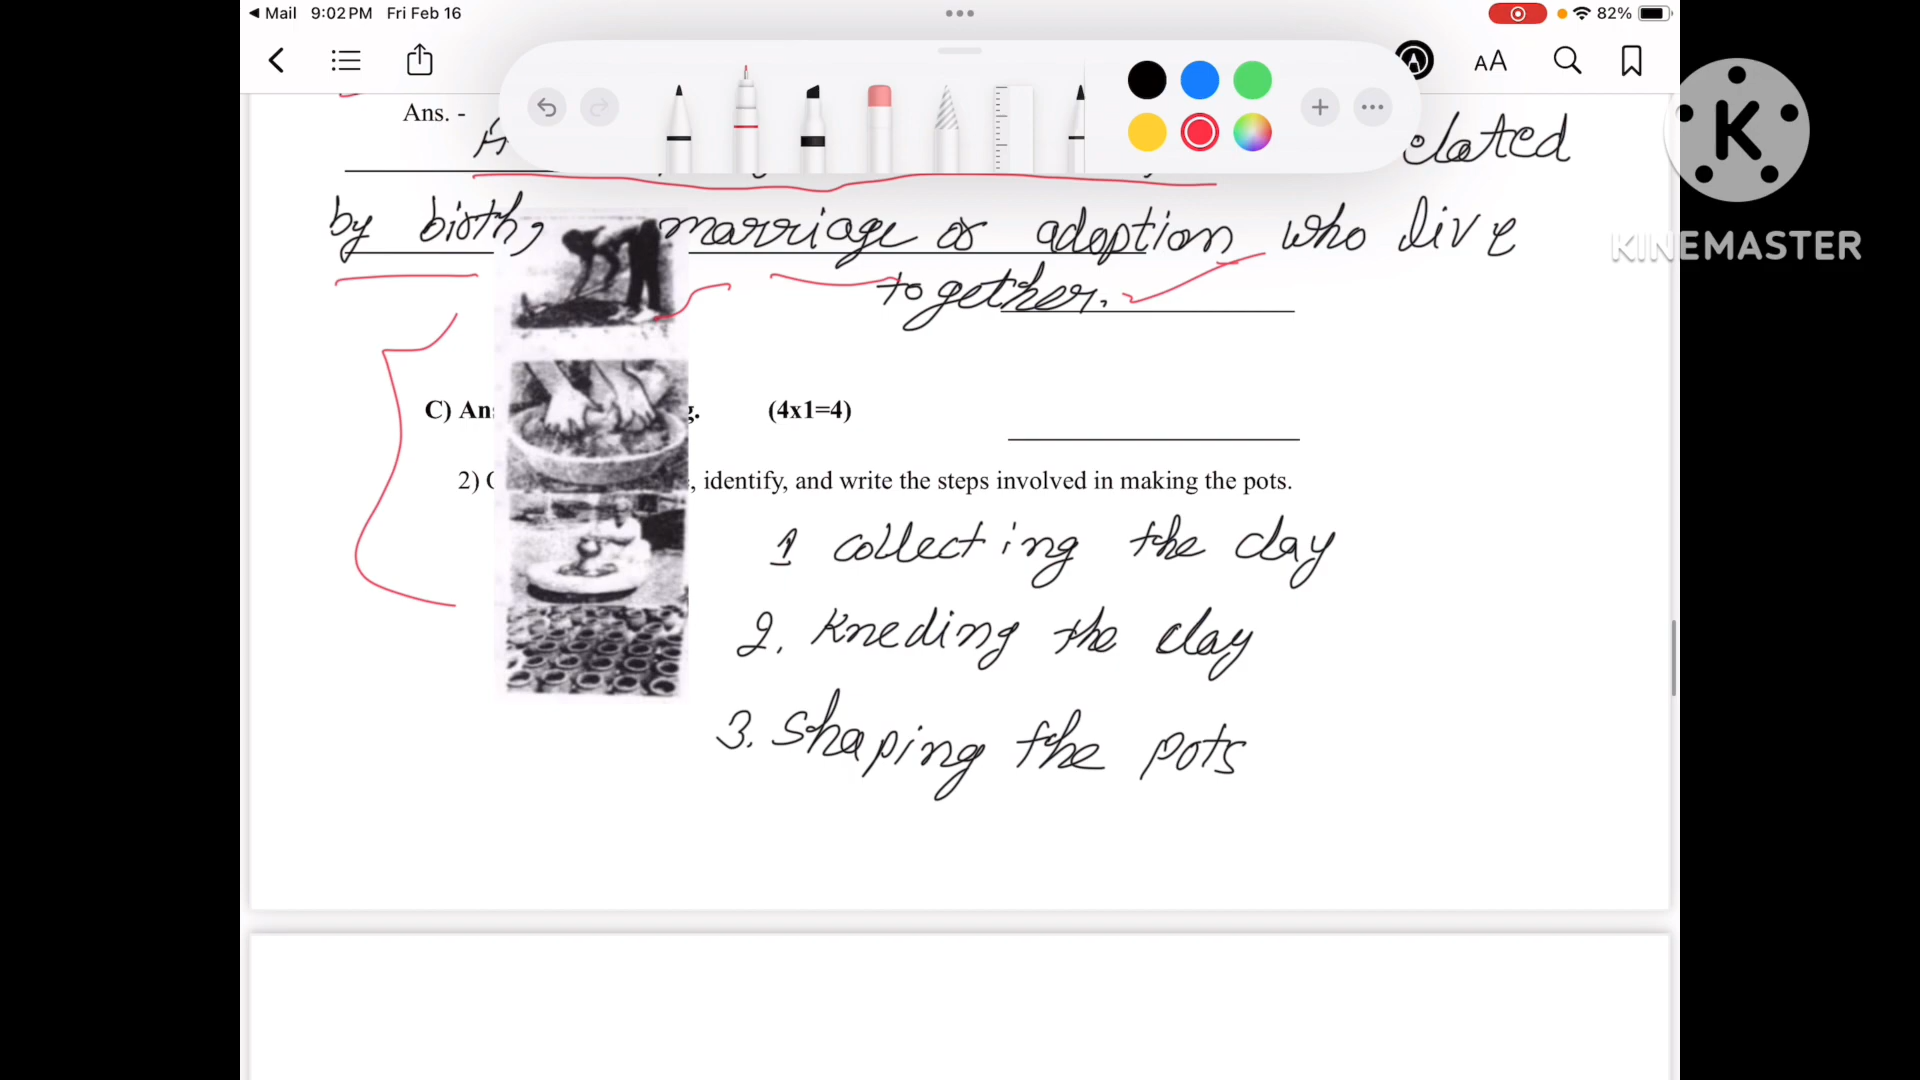 Mail 9:02 PM Fri Feb 16 82%
AA
Ans. - elated
by birth, marriage or adoption who live
together.
C) Ans g. (4x1=4)
2) , identify, and write the steps involved in making the pots.
1 collecting the clay
2. Kneding the clay
3. Shaping the pots
K
KINEMASTER